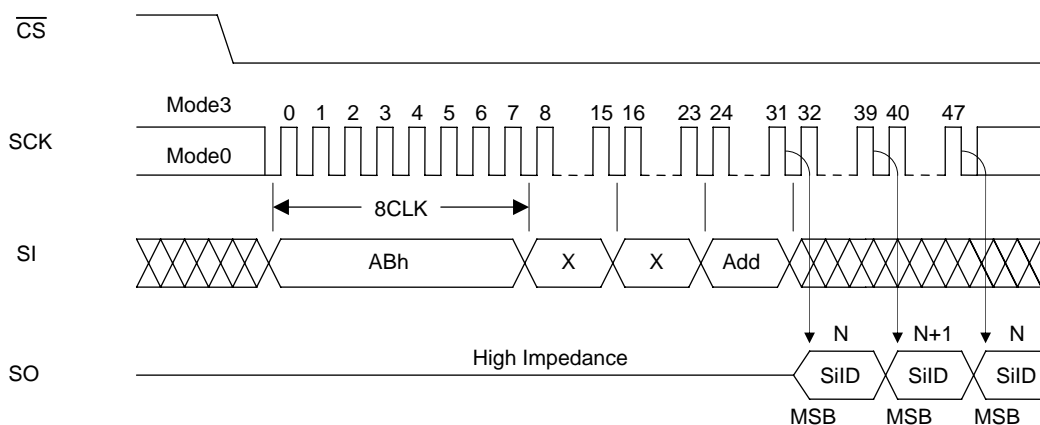 CS
Mode3
0 1 2 3 4 5 6 7 8 15 16 23 24 31 32 39 40 47
SCK
Mode0
8CLK
SI
ABh X X Add
N N+1 N
High Impedance
SO
SiID SiID SiID
MSB MSB MSB